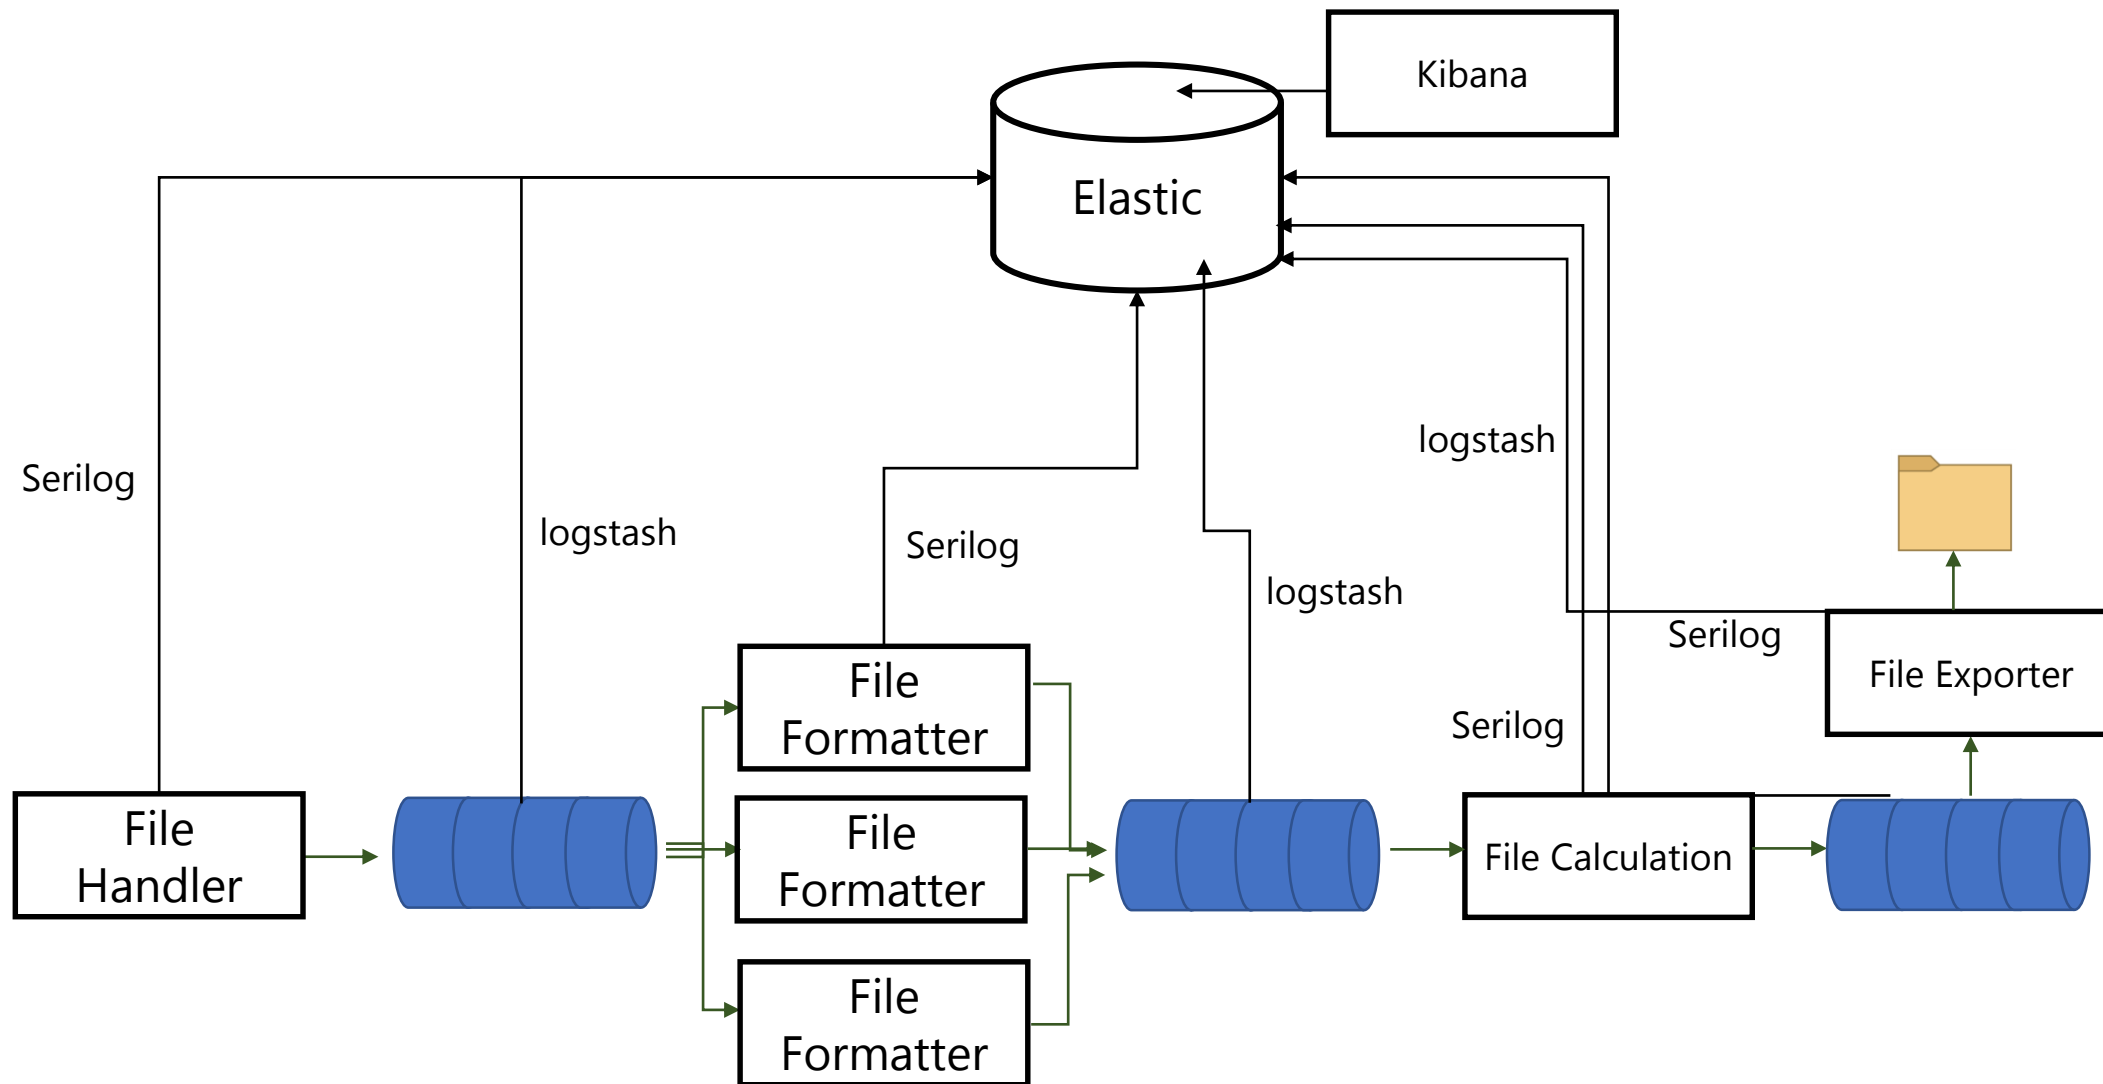 Kibana
Elastic
logstash
Serilog
logstash
Serilog
logstash
Serilog
File
Formatter
File Exporter
Serilog
File
Handler
File
Formatter
File Calculation
File
Formatter